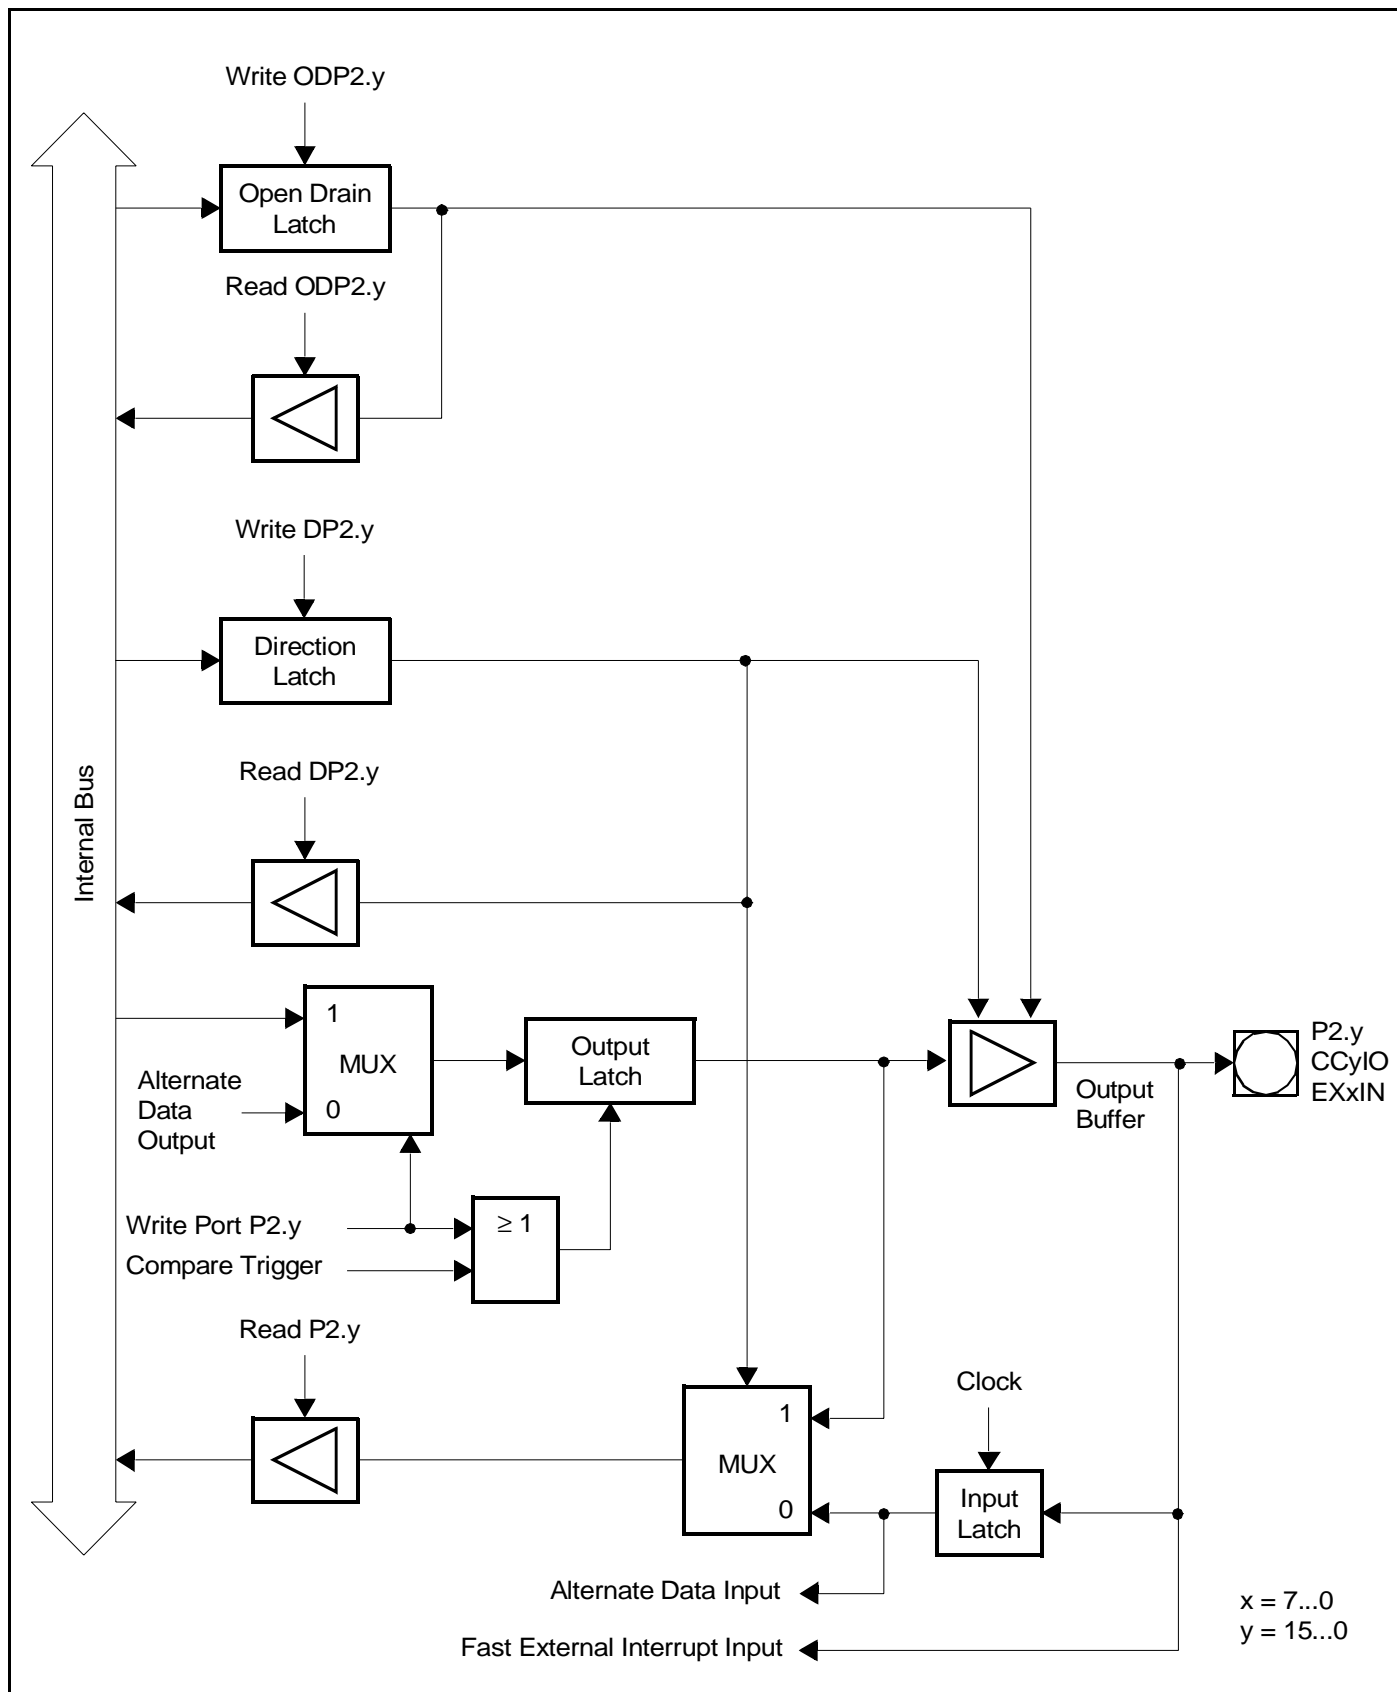 Write ODP2.y
Open Drain
Latch
Read ODP2.y
Write DP2.y
Direction
Latch
Internal Bus
Read DP2.y
1
MUX
0
Alternate
Data
Output
Output
Latch
Output
Buffer
P2.y
CCyIO
EXxIN
Write Port P2.y
≥ 1
Compare Trigger
Read P2.y
1
MUX
0
Clock
Input
Latch
Alternate Data Input
Fast External Interrupt Input
x = 7...0
y = 15...0